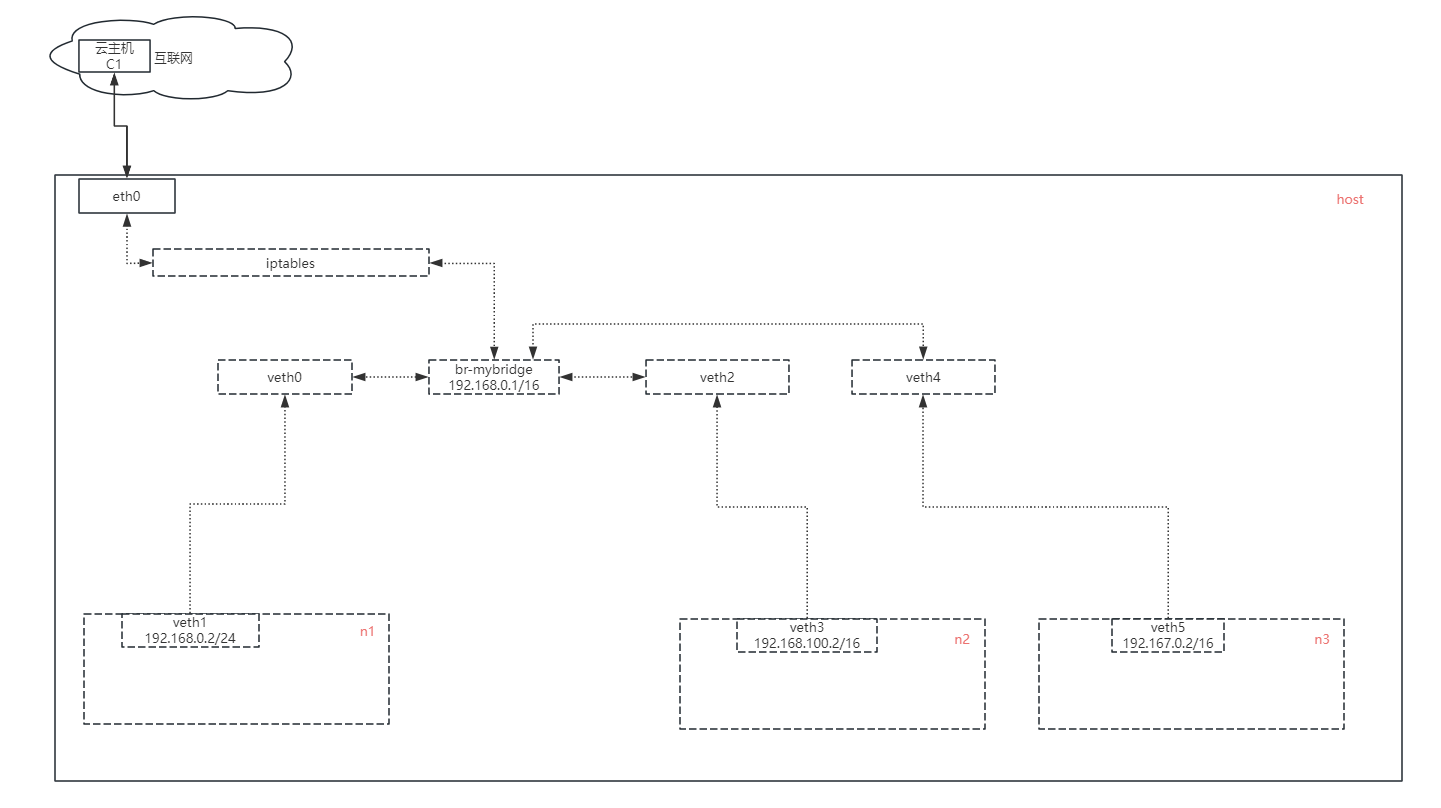 云主机
C1
互联网
eth0
host
iptables
veth0
br-mybridge
192.168.0.1/16
veth2
veth4
veth1
192.168.0.2/24
n1
veth3
192.168.100.2/16
n2
veth5
192.167.0.2/16
n3